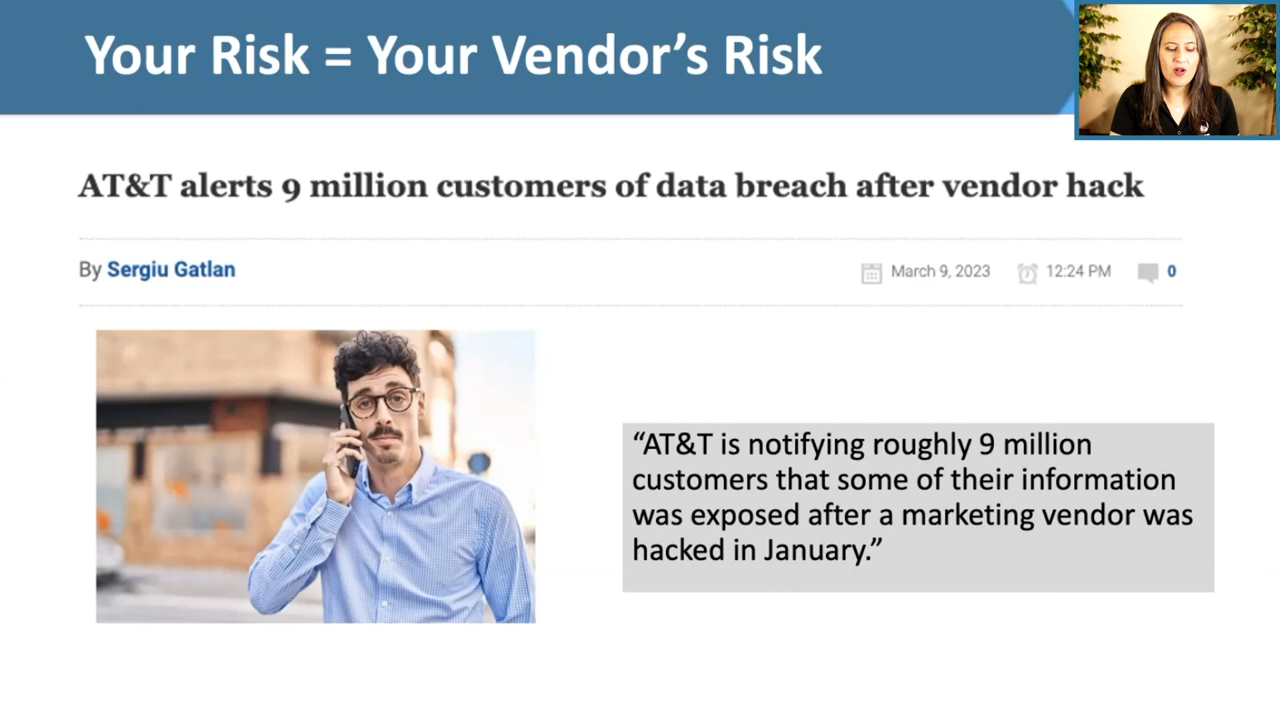 Your Risk = Your Vendor’s Risk
AT&T alerts 9 million customers of data breach after vendor hack
By Sergiu Gatlan
March 9, 2023 12:24 PM 0
“AT&T is notifying roughly 9 million
customers that some of their information
was exposed after a marketing vendor was
hacked in January.”